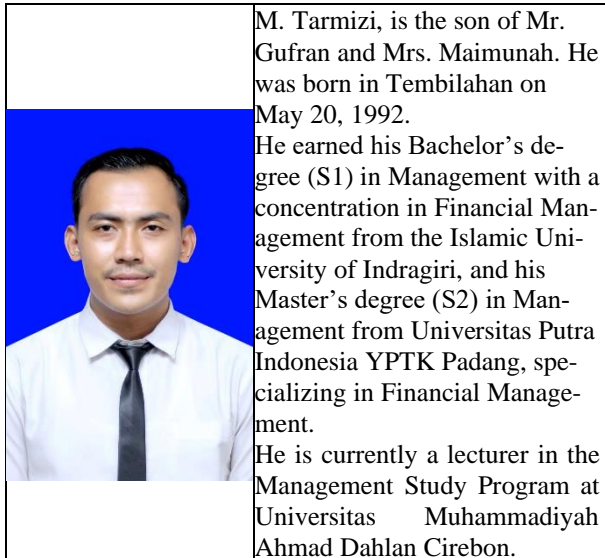 M. Tarmizi, is the son of Mr.
Gufran and Mrs. Maimunah. He
was born in Tembilahan on
May 20, 1992.
He earned his Bachelor’s de-
gree (S1) in Management with a
concentration in Financial Man-
agement from the Islamic Uni-
versity of Indragiri, and his
Master’s degree (S2) in Man-
agement from Universitas Putra
Indonesia YPTK Padang, spe-
cializing in Financial Manage-
ment.
He is currently a lecturer in the
Management Study Program at
Universitas Muhammadiyah
Ahmad Dahlan Cirebon.